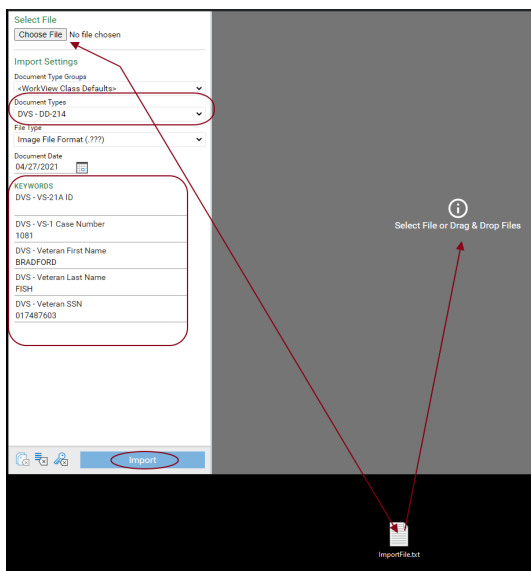 Select File
Choose File No file chosen
Import Settings
Document Type Groups
<WorkView Class Defaults>
Document Types
DVS - DD-214
File Type
Image File Format (.???)
Document Date
04/27/2021
KEYWORDS
DVS - VS-21A ID
DVS - VS-1 Case Number
1081
DVS - Veteran First Name
BRADFORD
DVS - Veteran Last Name
FISH
DVS - Veteran SSN
017487603
Import
Select File or Drag & Drop Files
ImportFile.txt